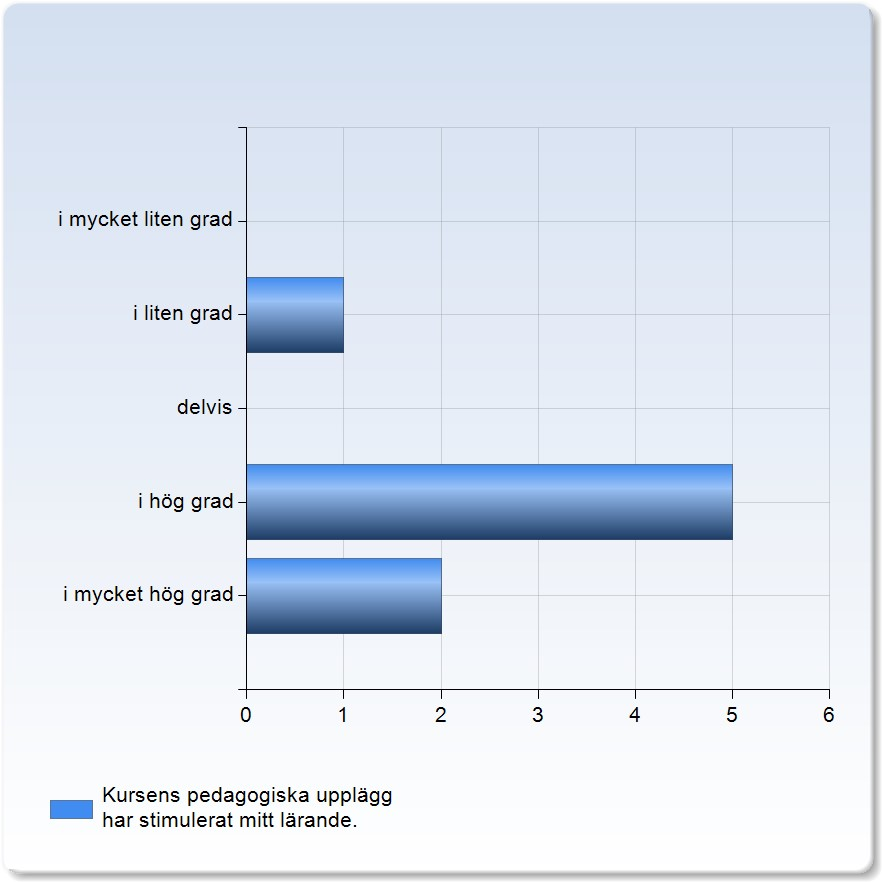 i mycket liten grad
i liten grad
delvis
i hög grad
i mycket hög grad
0 1 2 3 4 5 6
Kursens pedagogiska upplägg
har stimulerat mitt lärande.